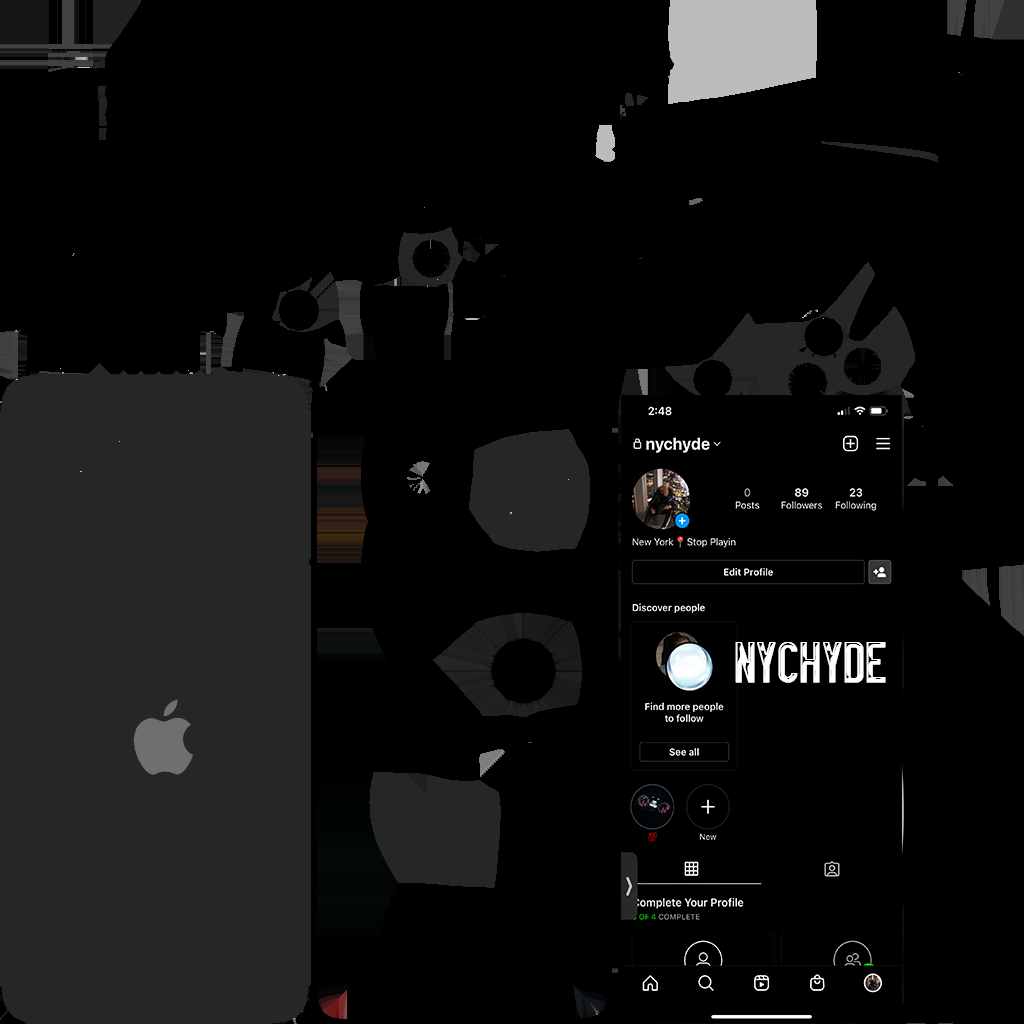 2:48
nychyde
0 89 23
Posts Followers Following
New York 📍Stop Playin
Edit Profile
Discover people
NYCHYDE
Find more people
to follow
See all
New
Complete Your Profile
OF 4 COMPLETE